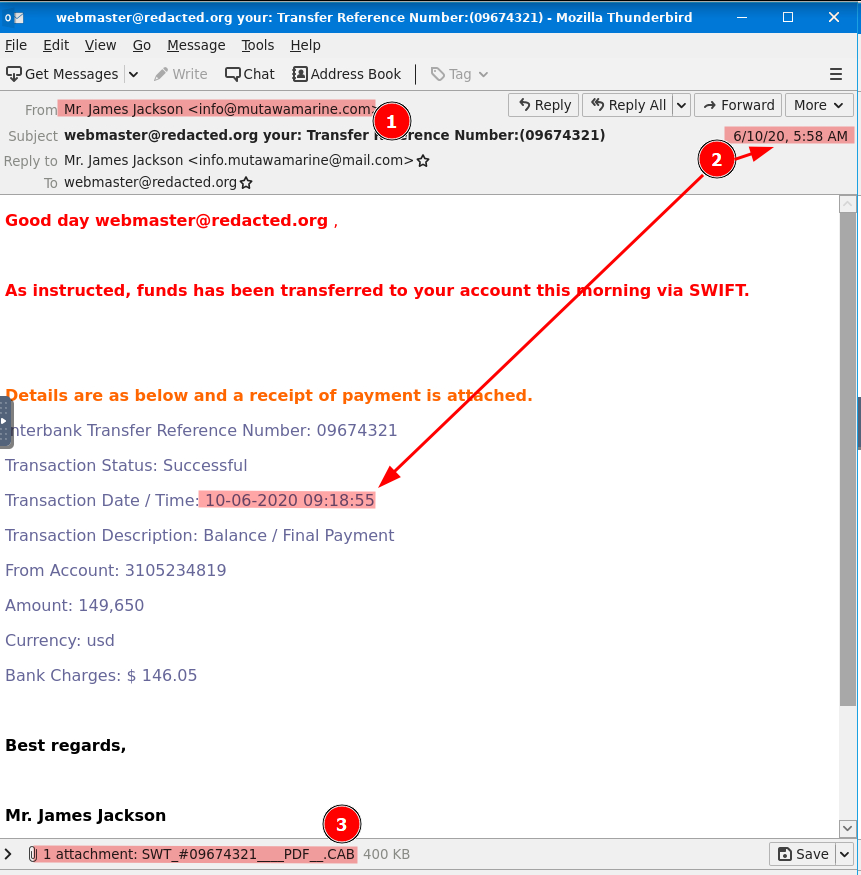 webmaster@redacted.org your: Transfer Reference Number:(09674321) - Mozilla Thunderbird
File Edit View Go Message Tools Help
Get Messages Write Chat Address Book Tag
From Mr. James Jackson <info@mutawamarine.com> Reply Reply All Forward More
1
Subject webmaster@redacted.org your: Transfer Reference Number:(09674321) 6/10/20, 5:58 AM
2
Reply to Mr. James Jackson <info.mutawamarine@mail.com>
To webmaster@redacted.org
Good day webmaster@redacted.org ,
As instructed, funds has been transferred to your account this morning via SWIFT.
Details are as below and a receipt of payment is attached.
nterbank Transfer Reference Number: 09674321
Transaction Status: Successful
Transaction Date / Time: 10-06-2020 09:18:55
Transaction Description: Balance / Final Payment
From Account: 3105234819
Amount: 149,650
Currency: usd
Bank Charges: $ 146.05
Best regards,
Mr. James Jackson
3
1 attachment: SWT_#09674321____PDF__.CAB 400 KB Save